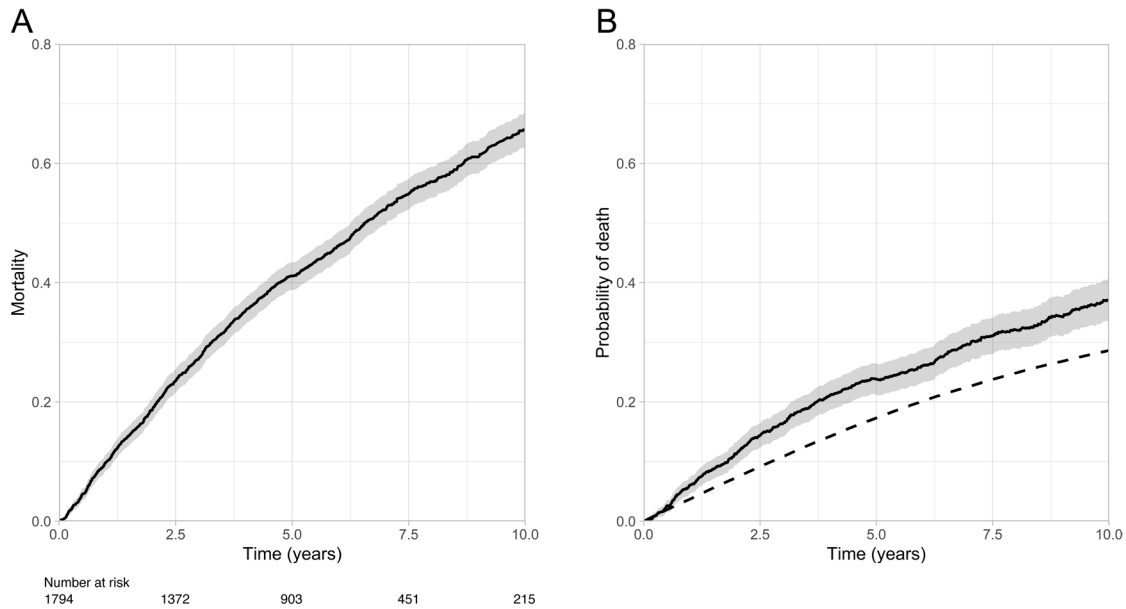 A
B
0.8
0.6
0.4
0.2
0.0
Mortality
0.0 2.5 5.0 7.5 10.0
Time (years)
Number at risk
1794 1372 903 451 215
0.8
0.6
0.4
0.2
0.0
Probability of death
0.0 2.5 5.0 7.5 10.0
Time (years)